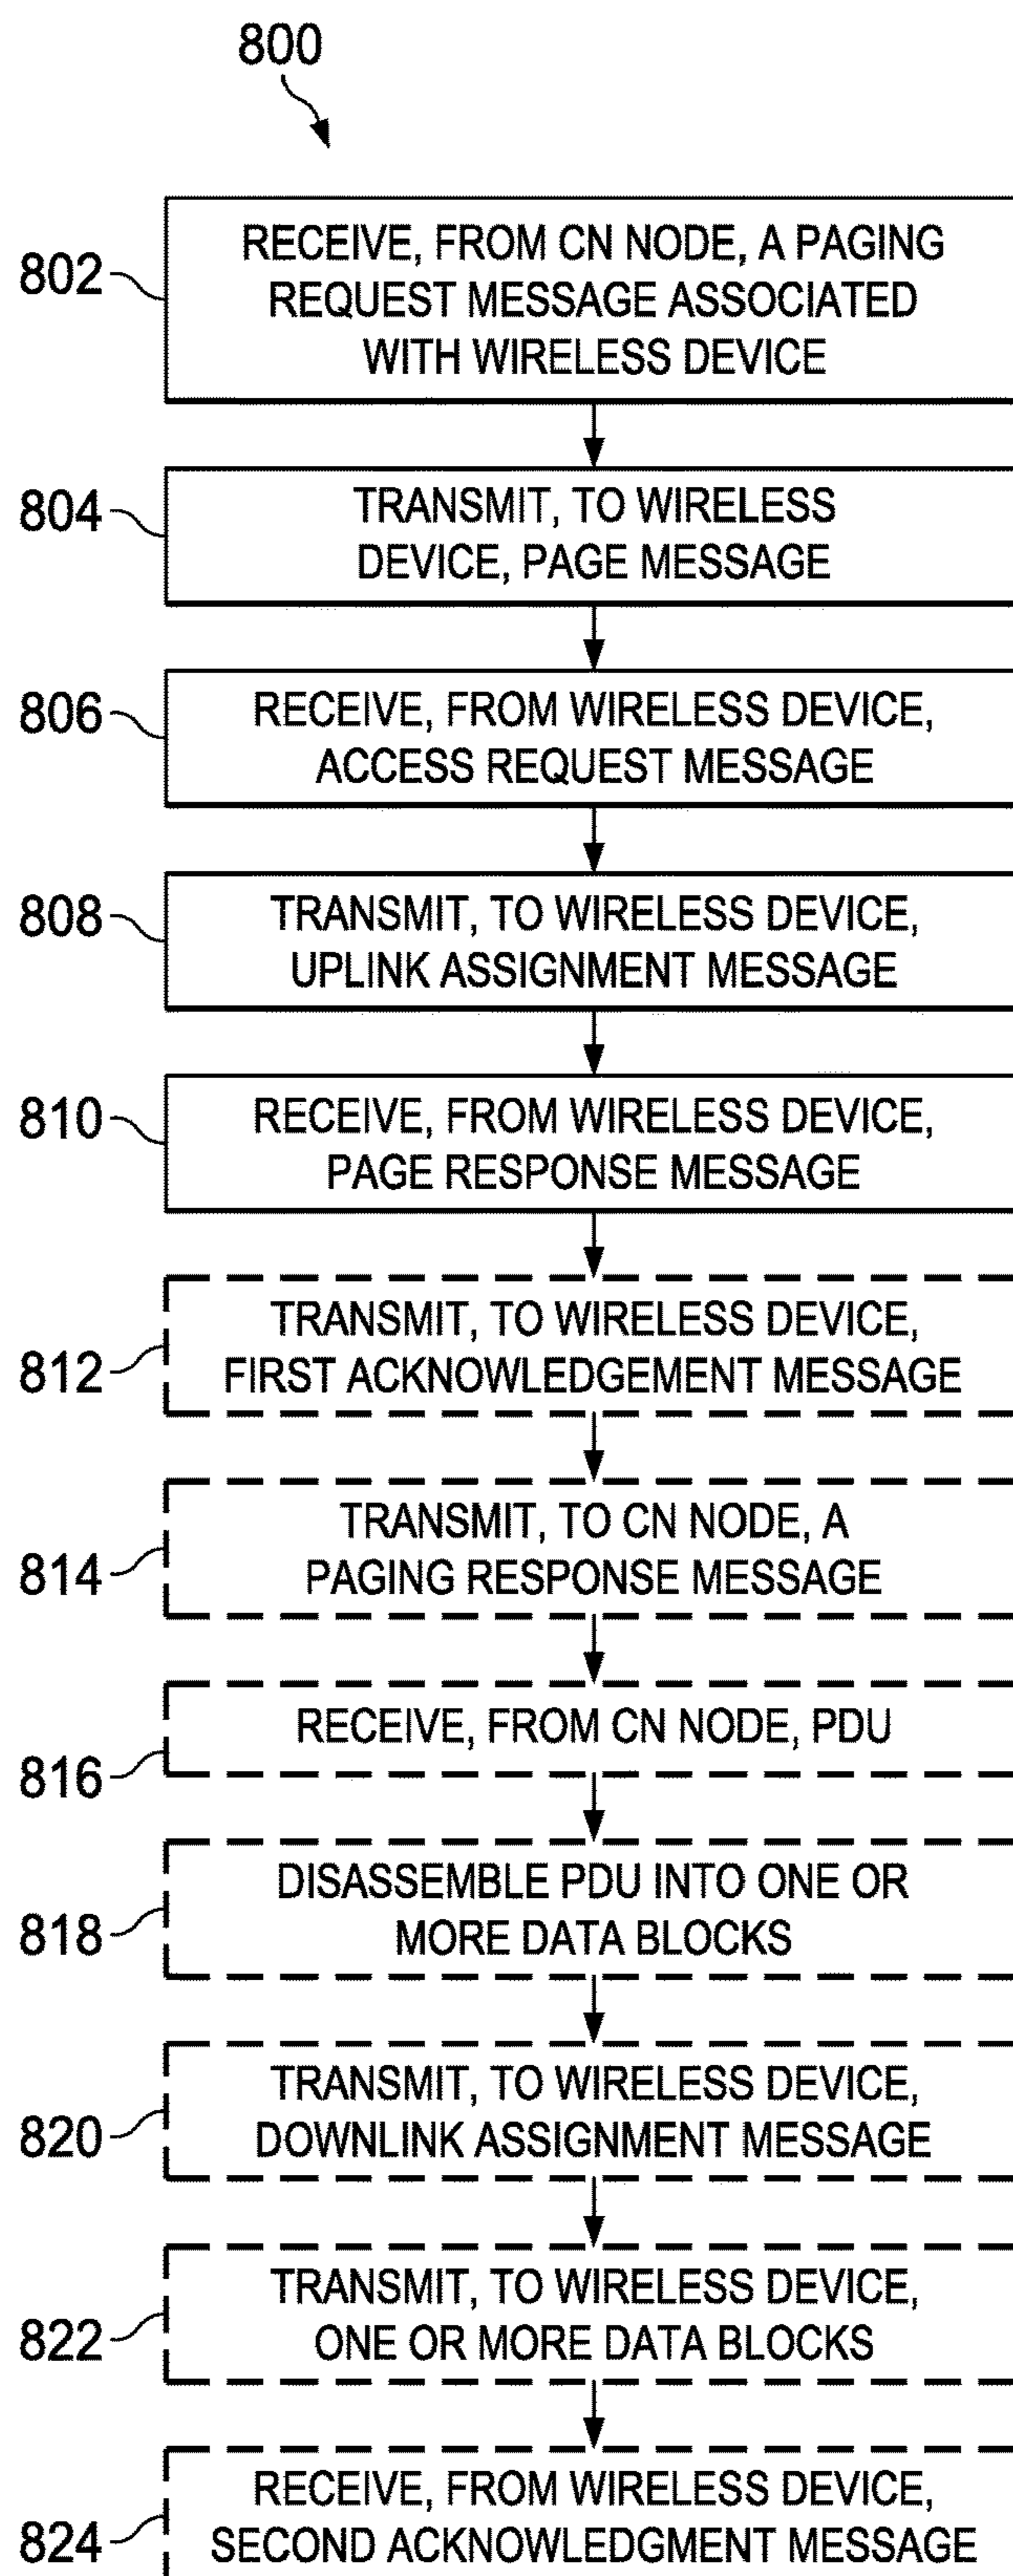 800
802
RECEIVE, FROM CN NODE, A PAGING
REQUEST MESSAGE ASSOCIATED
WITH WIRELESS DEVICE
804
TRANSMIT, TO WIRELESS
DEVICE, PAGE MESSAGE
806
RECEIVE, FROM WIRELESS DEVICE,
ACCESS REQUEST MESSAGE
808
TRANSMIT, TO WIRELESS DEVICE,
UPLINK ASSIGNMENT MESSAGE
810
RECEIVE, FROM WIRELESS DEVICE,
PAGE RESPONSE MESSAGE
812
TRANSMIT, TO WIRELESS DEVICE,
FIRST ACKNOWLEDGEMENT MESSAGE
814
TRANSMIT, TO CN NODE, A
PAGING RESPONSE MESSAGE
816
RECEIVE, FROM CN NODE, PDU
818
DISASSEMBLE PDU INTO ONE OR
MORE DATA BLOCKS
820
TRANSMIT, TO WIRELESS DEVICE,
DOWNLINK ASSIGNMENT MESSAGE
822
TRANSMIT, TO WIRELESS DEVICE,
ONE OR MORE DATA BLOCKS
824
RECEIVE, FROM WIRELESS DEVICE,
SECOND ACKNOWLEDGMENT MESSAGE